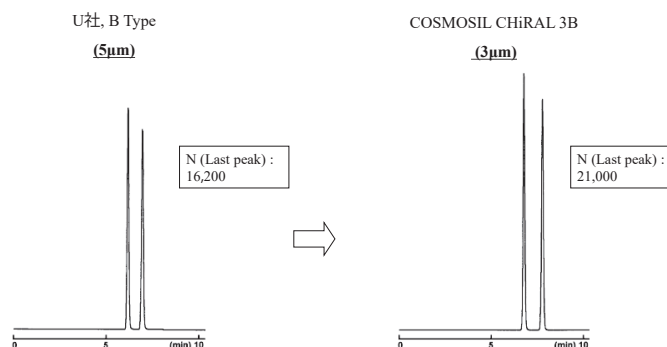 U社, B Type
(5μm)
N (Last peak) :
16,200
0 5 (min) 10
COSMOSIL CHiRAL 3B
(3μm)
N (Last peak) :
21,000
0 5 (min) 10